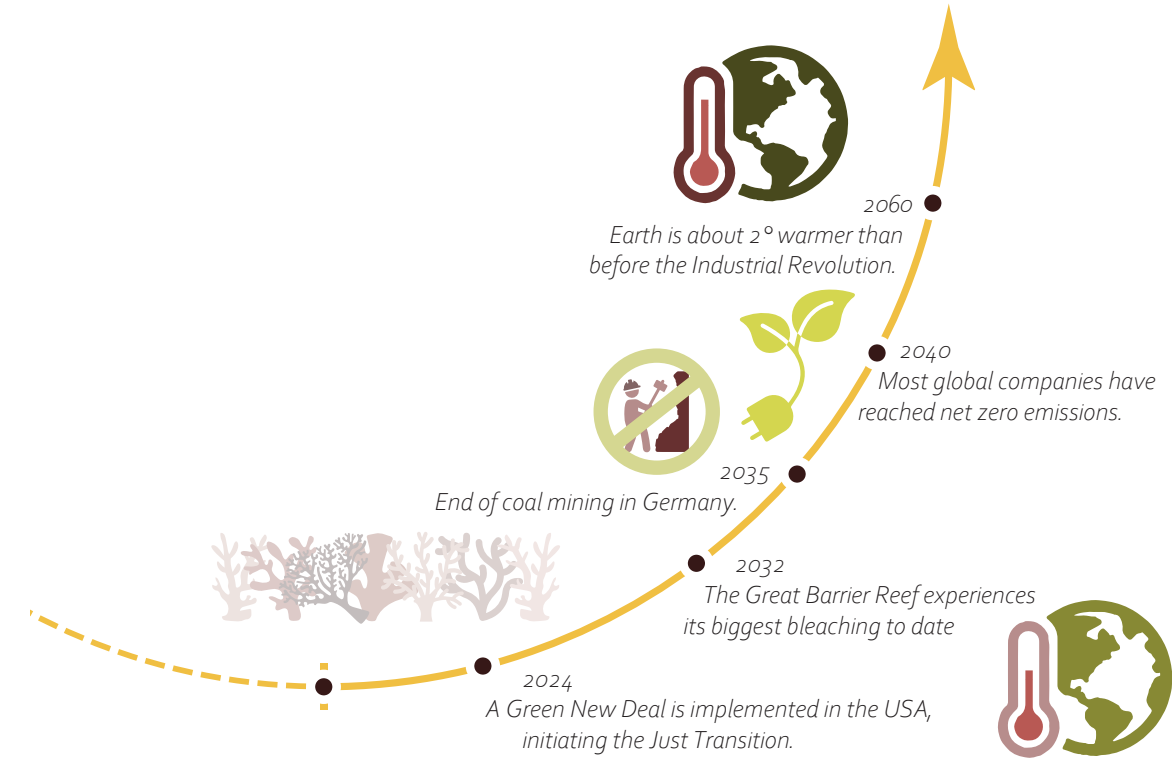 2060
Earth is about 2° warmer than
before the Industrial Revolution.
2040
Most global companies have
reached net zero emissions.
2035
End of coal mining in Germany.
2032
The Great Barrier Reef experiences
its biggest bleaching to date
2024
A Green New Deal is implemented in the USA,
initiating the Just Transition.